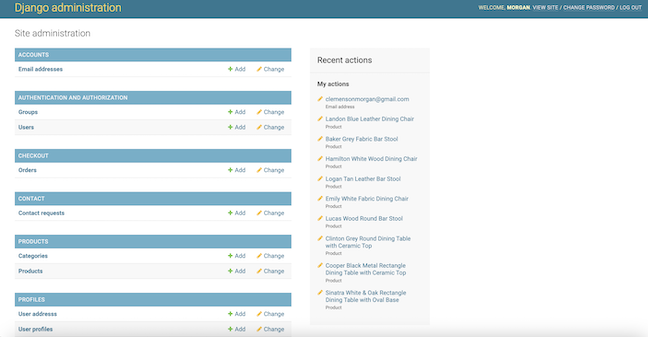 Django administration
WELCOME, MORGAN. VIEW SITE / CHANGE PASSWORD / LOG OUT
Site administration
ACCOUNTS
Email addresses Add Change
AUTHENTICATION AND AUTHORIZATION
Groups Add Change
Users Add Change
CHECKOUT
Orders Add Change
CONTACT
Contact requests Add Change
PRODUCTS
Categories Add Change
Products Add Change
PROFILES
User addresss Add Change
User profiles Add Change
Recent actions
My actions
clemensonmorgan@gmail.com
Email address
Landon Blue Leather Dining Chair
Product
Baker Grey Fabric Bar Stool
Product
Hamilton White Wood Dining Chair
Product
Logan Tan Leather Bar Stool
Product
Emily White Fabric Dining Chair
Product
Lucas Wood Round Bar Stool
Product
Clinton Grey Round Dining Table
with Ceramic Top
Product
Cooper Black Metal Rectangle
Dining Table with Ceramic Top
Product
Sinatra White & Oak Rectangle
Dining Table with Oval Base
Product